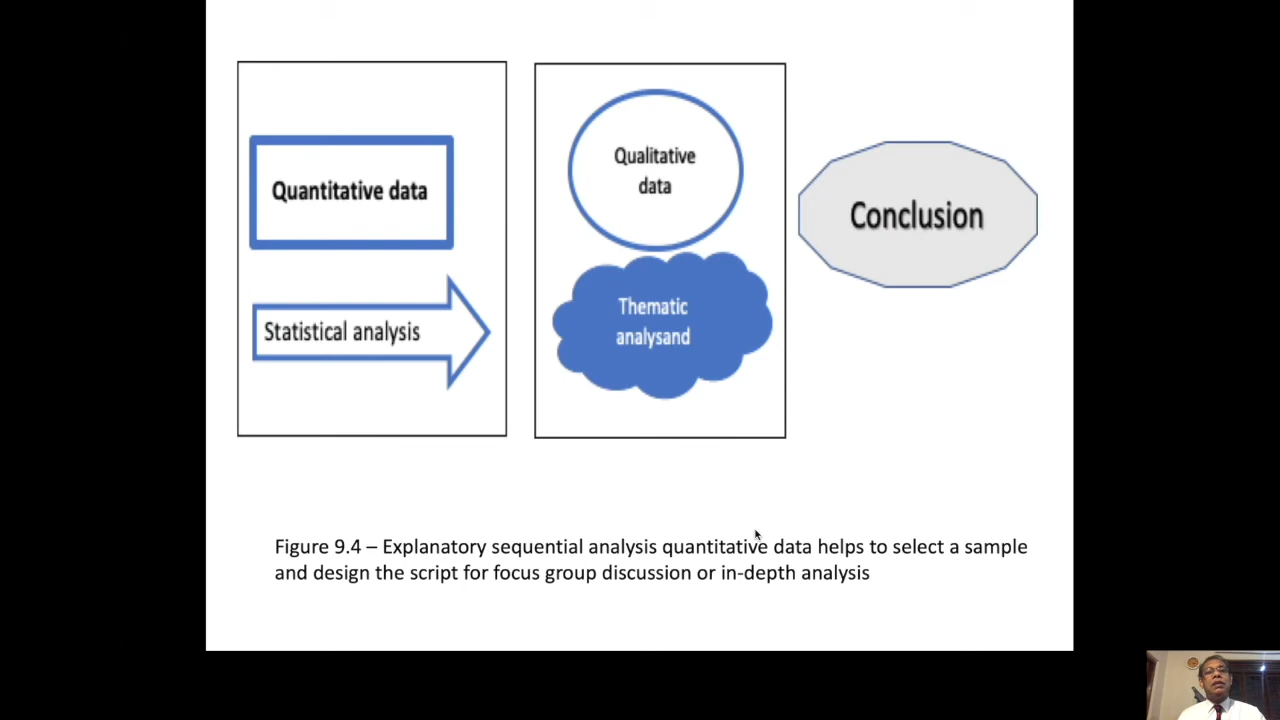 Quantitative data
Statistical analysis
Qualitative
data
Thematic
analysand
Conclusion
Figure 9.4 – Explanatory sequential analysis quantitative data helps to select a sample
and design the script for focus group discussion or in-depth analysis